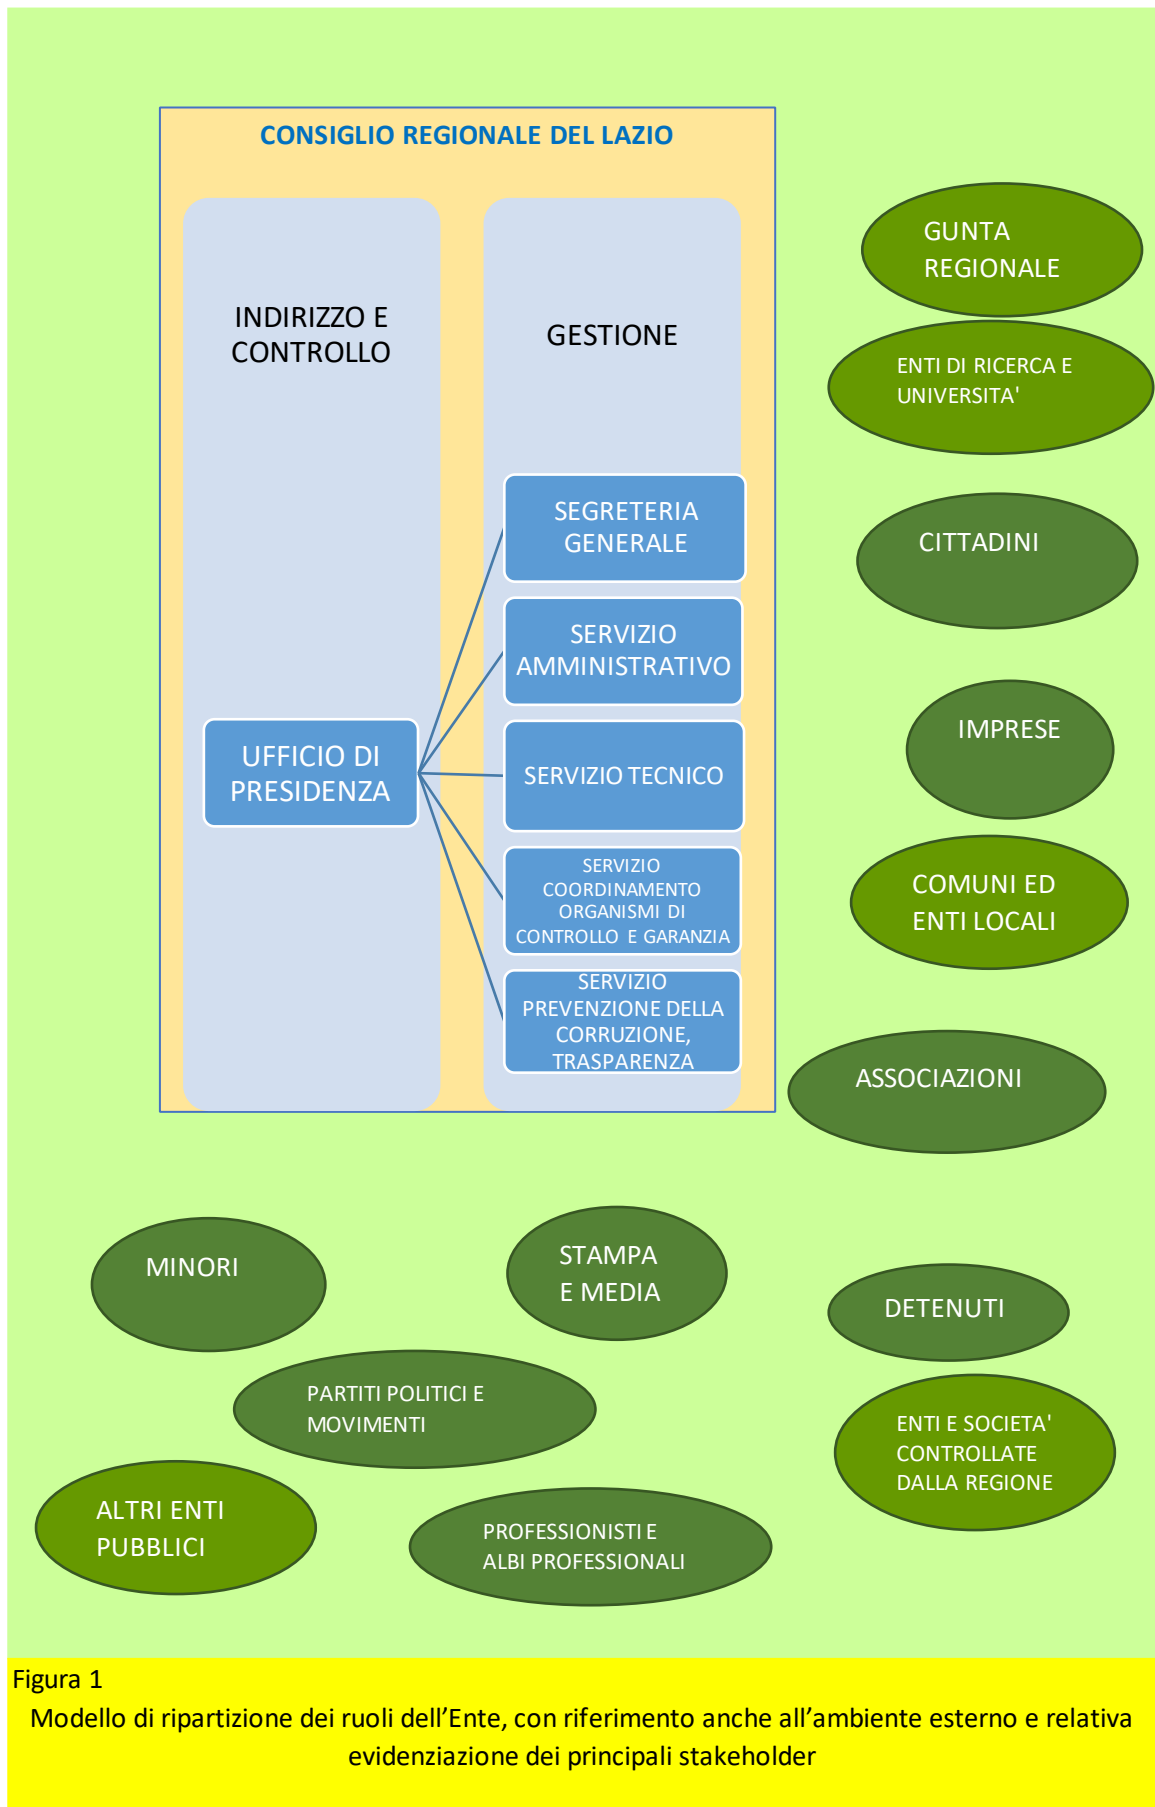 CONSIGLIO REGIONALE DEL LAZIO
INDIRIZZO E
CONTROLLO
GESTIONE
UFFICIO DI
PRESIDENZA
SEGRETERIA
GENERALE
SERVIZIO
AMMINISTRATIVO
SERVIZIO TECNICO
SERVIZIO
COORDINAMENTO
ORGANISMI DI
CONTROLLO E GARANZIA
SERVIZIO
PREVENZIONE DELLA
CORRUZIONE,
TRASPARENZA
GUNTA
REGIONALE
ENTI DI RICERCA E
UNIVERSITA'
CITTADINI
IMPRESE
COMUNI ED
ENTI LOCALI
ASSOCIAZIONI
MINORI
STAMPA
E MEDIA
DETENUTI
PARTITI POLITICI E
MOVIMENTI
ENTI E SOCIETA'
CONTROLLATE
DALLA REGIONE
ALTRI ENTI
PUBBLICI
PROFESSIONISTI E
ALBI PROFESSIONALI
Figura 1
Modello di ripartizione dei ruoli dell’Ente, con riferimento anche all’ambiente esterno e relativa
evidenziazione dei principali stakeholder